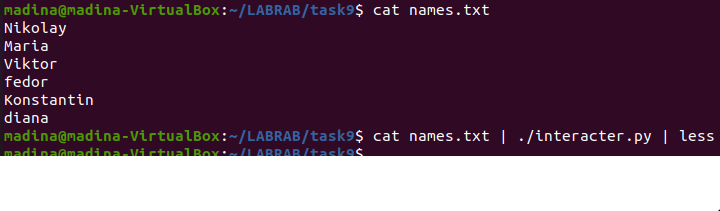 madina@madina-VirtualBox:~/LABRAB/task9$ cat names.txt
Nikolay
Maria
Viktor
fedor
Konstantin
diana
madina@madina-VirtualBox:~/LABRAB/task9$ cat names.txt | ./interacter.py | less
madina@madina-VirtualBox:~/LABRAB/task9$